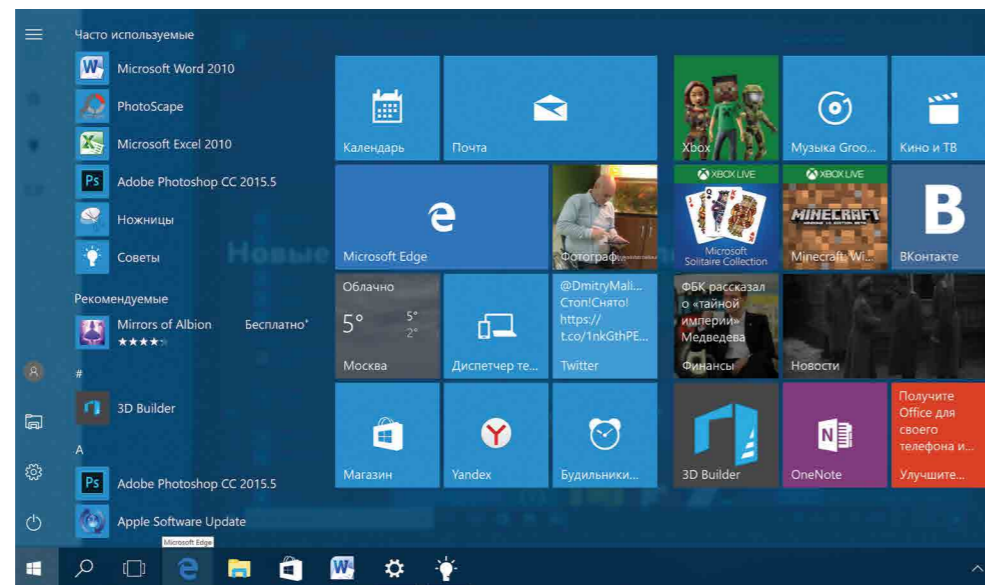 Часто используемые
Microsoft Word 2010
PhotoScape
Microsoft Excel 2010
Adobe Photoshop CC 2015.5
Ножницы
Советы
Рекомендуемые
Mirrors of Albion Бесплатно*
#
3D Builder
A
Adobe Photoshop CC 2015.5
Apple Software Update
Календарь
Почта
Microsoft Edge
Фотограф...
Облачно
5° 5°
2°
Москва
Диспетчер те...
@DmitryMali...
Стоп!Снято!
https://
t.co/1nkGthPE...
Twitter
Магазин
Yandex
Будильники...
Xbox
Музыка Groo...
Кино и ТВ
XBOX LIVE
Microsoft
Solitaire Collection
XBOX LIVE
MINECRAFT
Minecraft: Wi...
B
ВКонтакте
ФБК рассказал
о «тайной
империи»
Медведева
Финансы
Новости
3D Builder
OneNote
Получите
Office для
своего
телефона и...
Улучшите...
Новые
Microsoft Edge